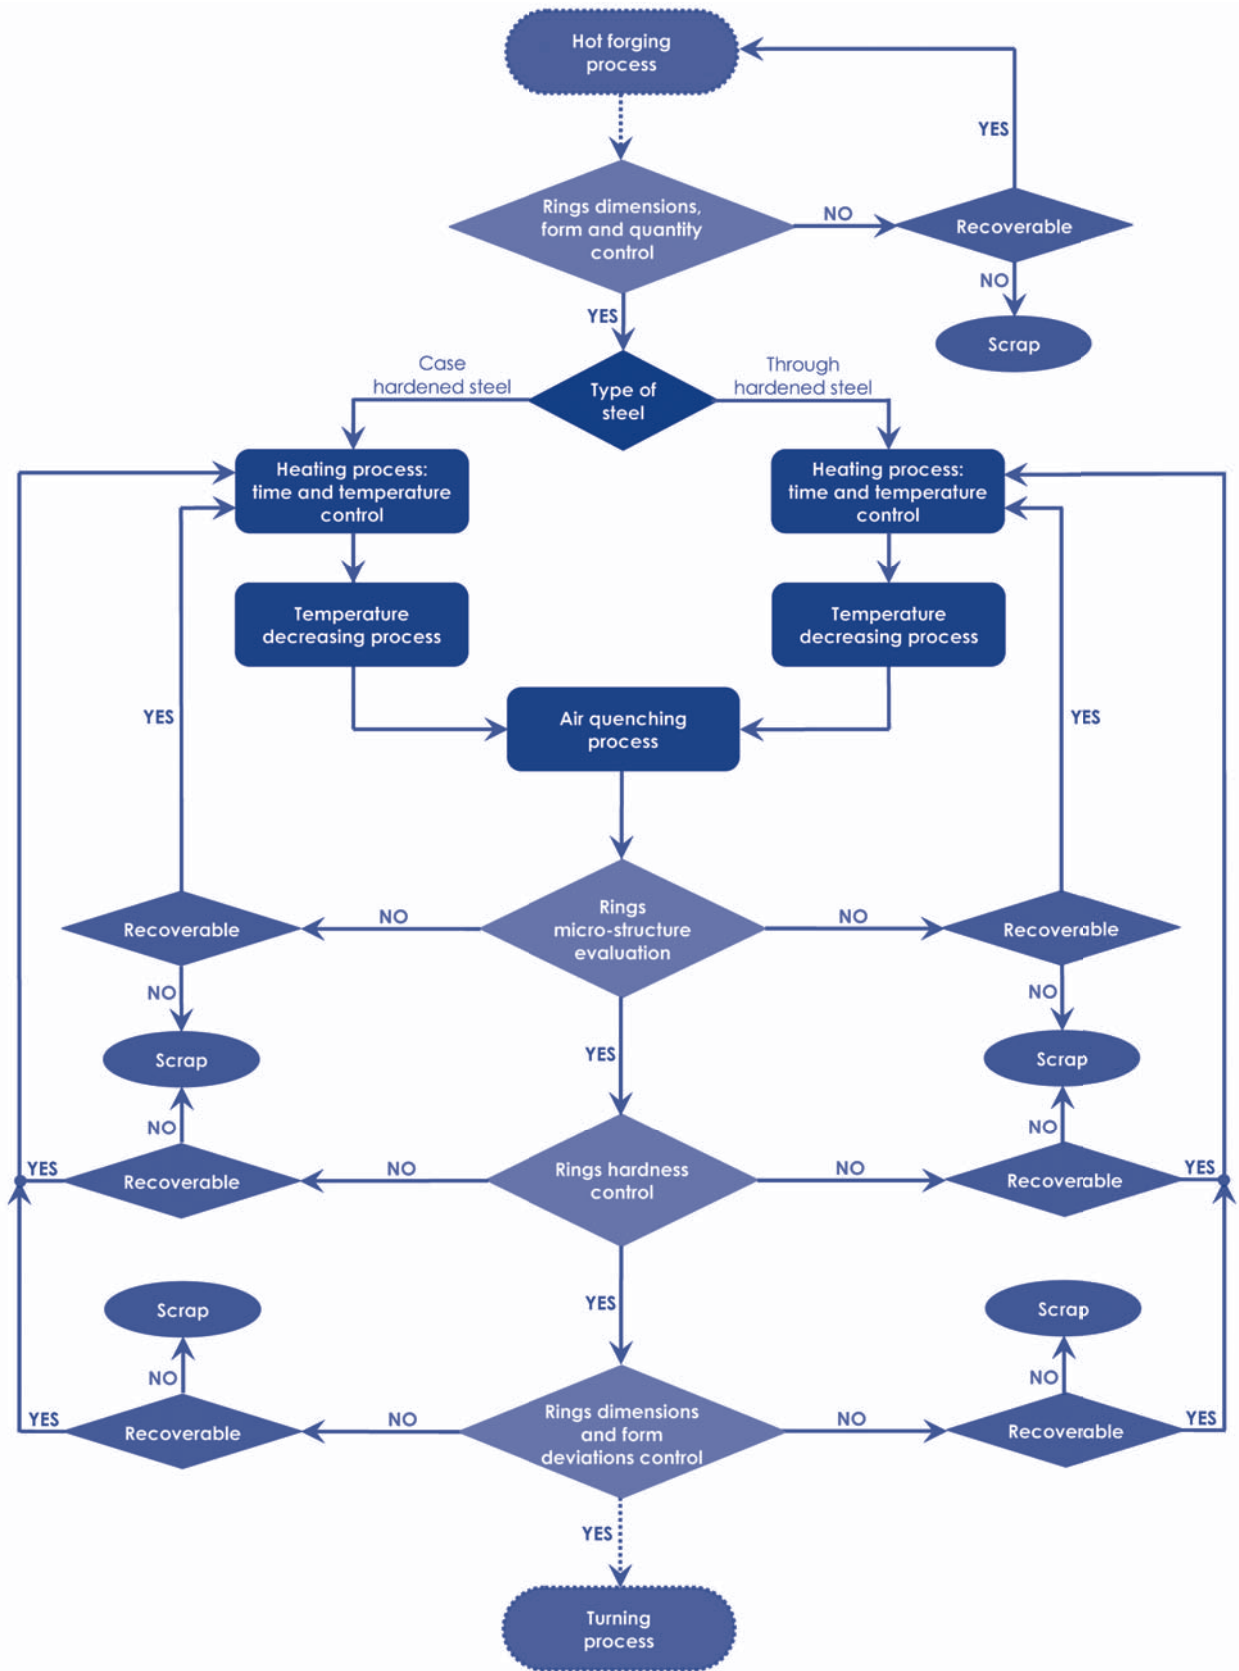 Hot forging
process
YES
Rings dimensions,
form and quantity
control
NO
Recoverable
NO
YES
Scrap
Case
hardened steel
Through
hardened steel
Type of
steel
Heating process:
time and temperature
control
Heating process:
time and temperature
control
Temperature
decreasing process
Temperature
decreasing process
YES
Air quenching
process
YES
Recoverable
NO
Rings
micro-structure
evaluation
NO
Recoverable
NO
NO
Scrap
YES
Scrap
NO
NO
YES
Recoverable
NO
Rings hardness
control
NO
Recoverable
YES
Scrap
YES
Scrap
NO
NO
YES
Recoverable
NO
Rings dimensions
and form
deviations control
NO
Recoverable
YES
YES
Turning
process